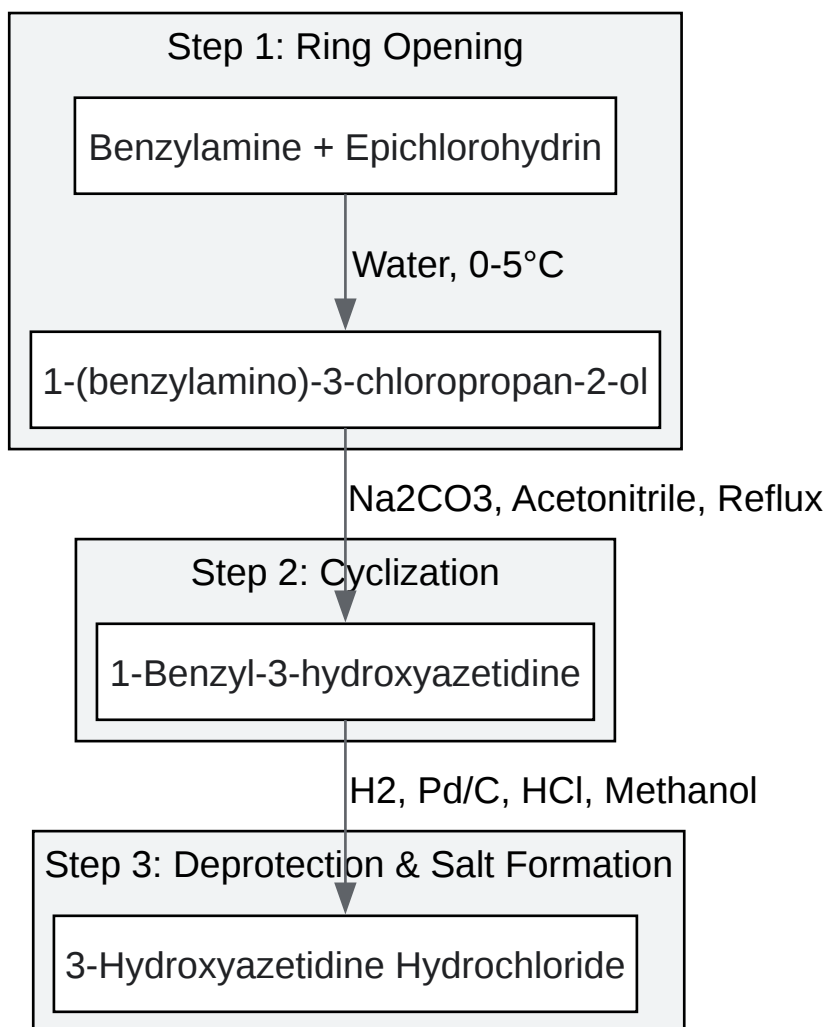 Step 1: Ring Opening
Benzylamine + Epichlorohydrin
Water, 0-5°C
1-(benzylamino)-3-chloropropan-2-ol
Na2CO3, Acetonitrile, Reflux
Step 2: Cyclization
1-Benzyl-3-hydroxyazetidine
H2, Pd/C, HCl, Methanol
Step 3: Deprotection & Salt Formation
3-Hydroxyazetidine Hydrochloride